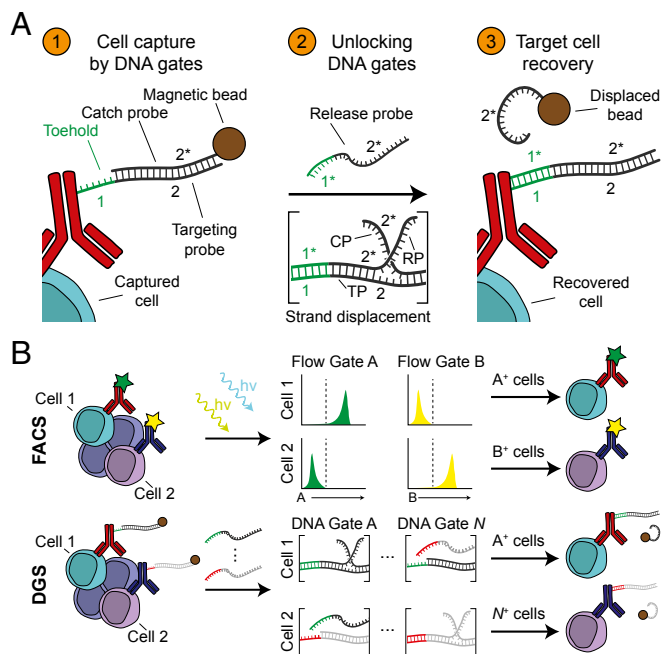 A
1 Cell capture
by DNA gates
2 Unlocking
DNA gates
3 Target cell
recovery
Magnetic bead
Catch probe
Toehold
2*
1
2
Targeting
probe
Captured
cell
Release probe
2*
1*
2*
CP
1*
2*
RP
1
TP
2
Strand displacement
2*
Displaced
bead
1*
2*
1
2
Recovered
cell
B
FACS
Cell 1
Cell 2
hv
hv
Flow Gate A
Flow Gate B
Cell 1
Cell 2
A
B
A+ cells
B+ cells
DGS
Cell 1
Cell 2
DNA Gate A
DNA Gate N
Cell 1
...
Cell 2
...
A+ cells
N+ cells